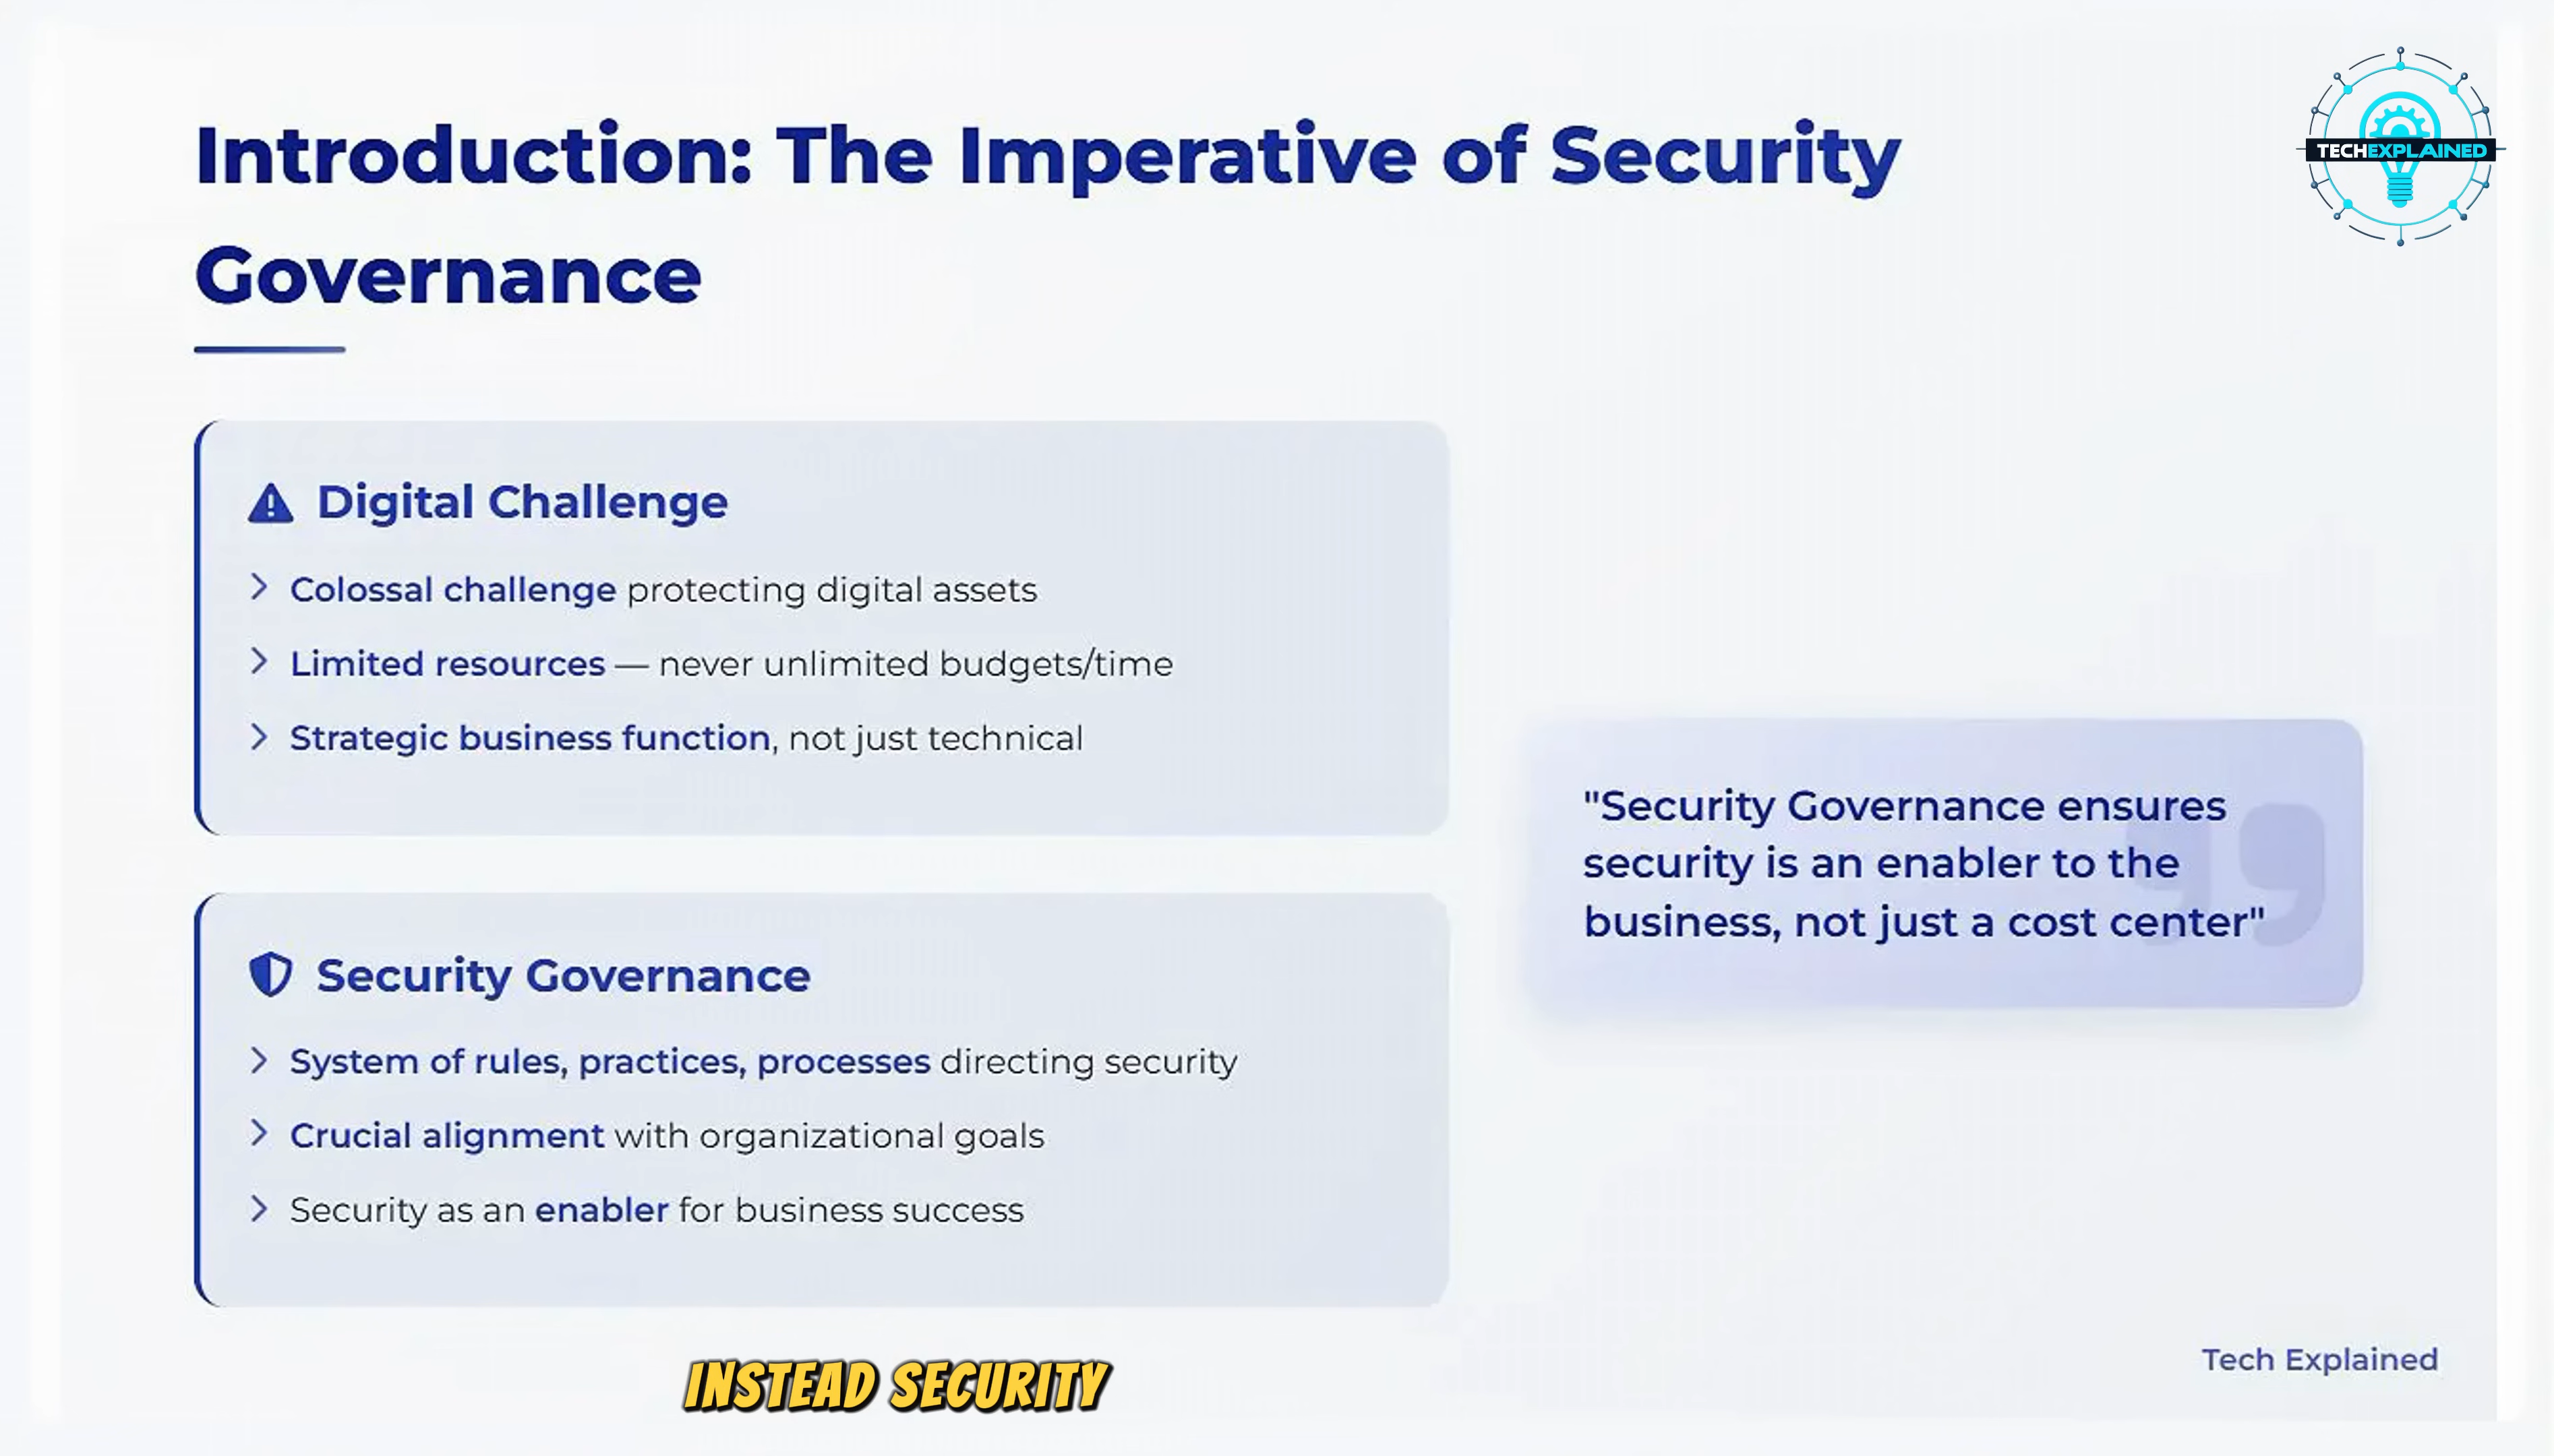 TECHEXPLAINED
Introduction: The Imperative of Security
Governance
Digital Challenge
Colossal challenge protecting digital assets
Limited resources — never unlimited budgets/time
Strategic business function, not just technical
Security Governance
System of rules, practices, processes directing security
Crucial alignment with organizational goals
Security as an enabler for business success
"Security Governance ensures
security is an enabler to the
business, not just a cost center"
Tech Explained
INSTEAD SECURITY